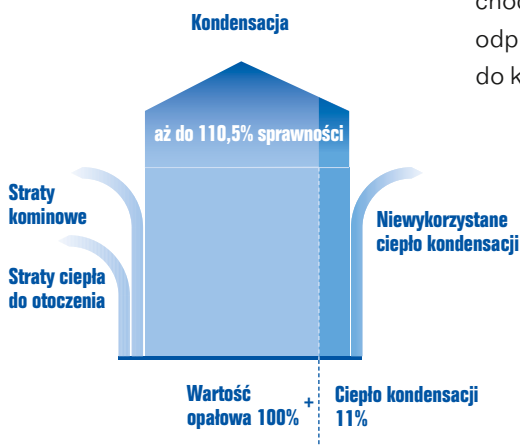 Kondensacja
choc
odp
do k
aż do 110,5% sprawności
Straty
kominowe
Straty ciepła
do otoczenia
Niewykorzystane
ciepło kondensacji
Wartość
opałowa 100%
+
Ciepło kondensacji
11%